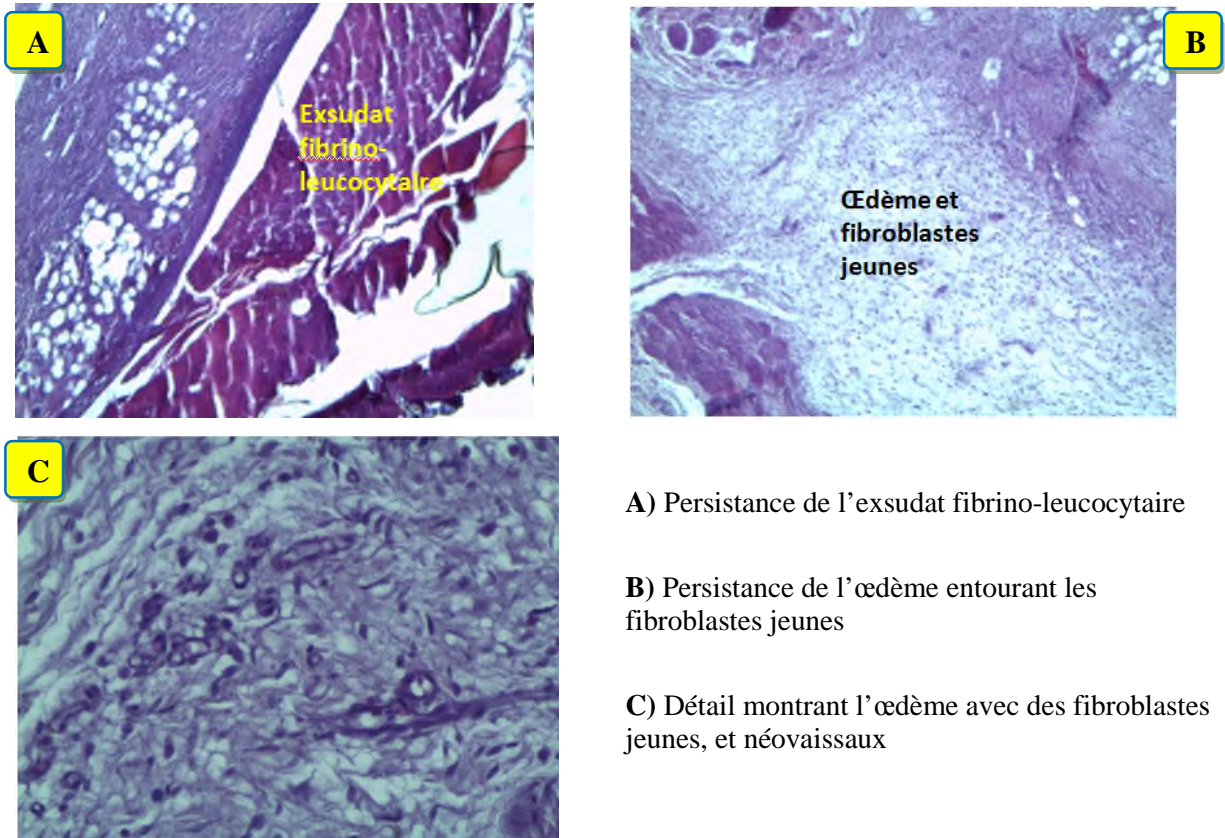 A
Exsudat
fibrino-
leucocytaire
B
Œdème et
fibroblastes
jeunes
C
A) Persistance de l’exsudat fibrino-leucocytaire
B) Persistance de l’œdème entourant les
fibroblastes jeunes
C) Détail montrant l’œdème avec des fibroblastes
jeunes, et néovaissaux